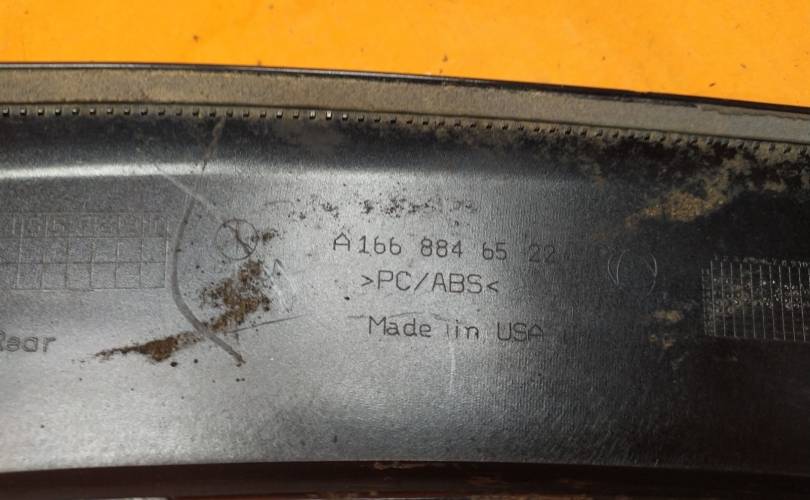 A 166 884 65 22
>PC/ABS<
Made in USA
Rear